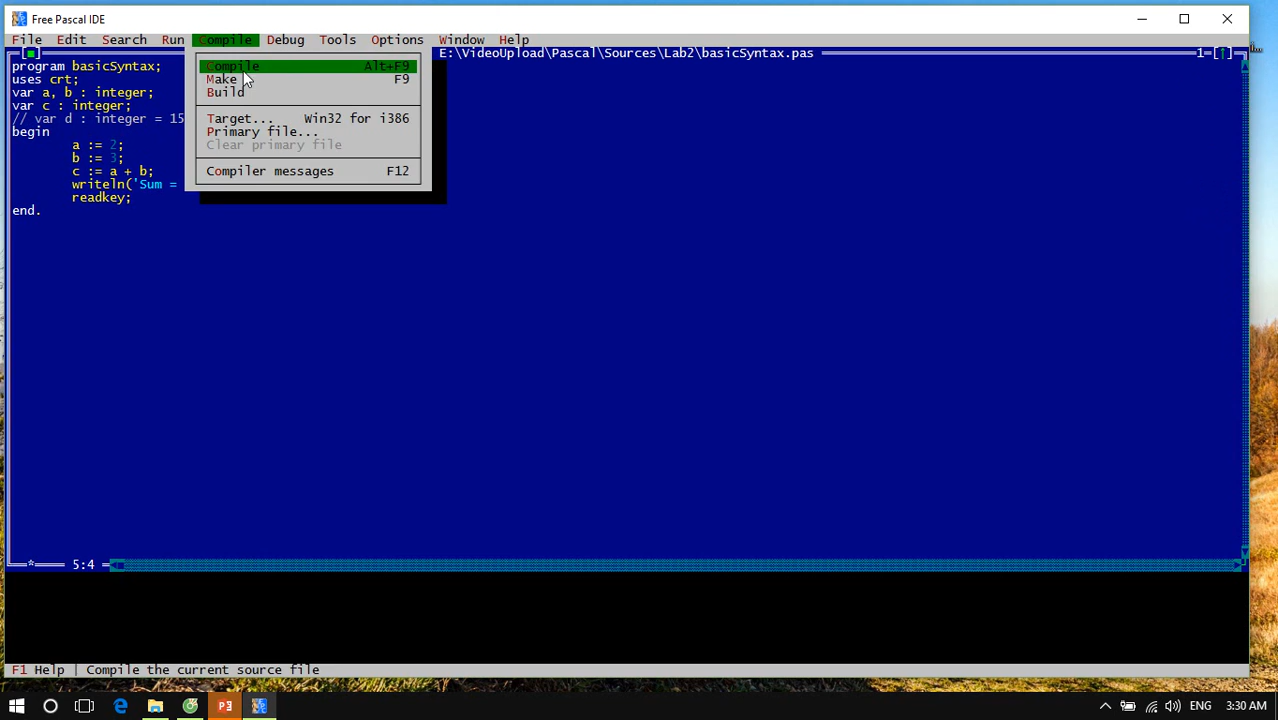 Free Pascal IDE
File Edit Search Run Compile Debug Tools Options Window Help
E:\VideoUpload\Pascal\Sources\Lab2\basicSyntax.pas 1-[↑]
program basicSyntax;
uses crt;
var a, b : integer;
var c : integer;
// var d : integer = 15
begin
a := 2;
b := 3;
c := a + b;
writeln('Sum =
readkey;
end.
Compile Alt+F9
Make F9
Build
Target... Win32 for i386
Primary file...
Clear primary file
Compiler messages F12
* 5:4
F1 Help | Compile the current source file
ENG 3:30 AM